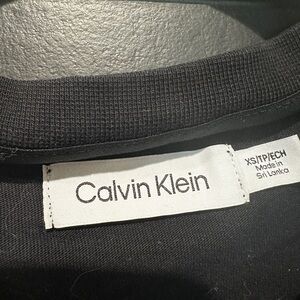 Calvin Klein
XS/TP/ECH
Made in
Sri Lanka